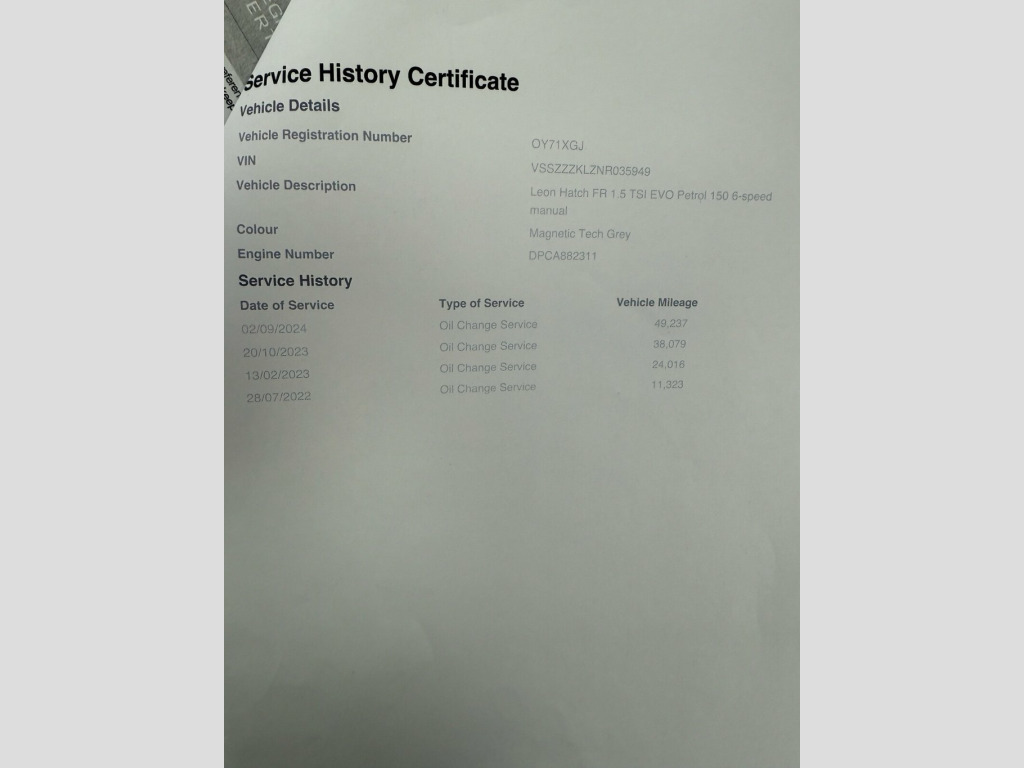 Service History Certificate
Vehicle Details
Vehicle Registration Number OY71XGJ
VIN VSSZZZKLZNR035949
Vehicle Description Leon Hatch FR 1.5 TSI EVO Petrol 150 6-speed
manual
Colour Magnetic Tech Grey
Engine Number DPCA882311
Service History
Date of Service Type of Service Vehicle Mileage
02/09/2024 Oil Change Service 49,237
20/10/2023 Oil Change Service 38,079
13/02/2023 Oil Change Service 24,016
28/07/2022 Oil Change Service 11,323